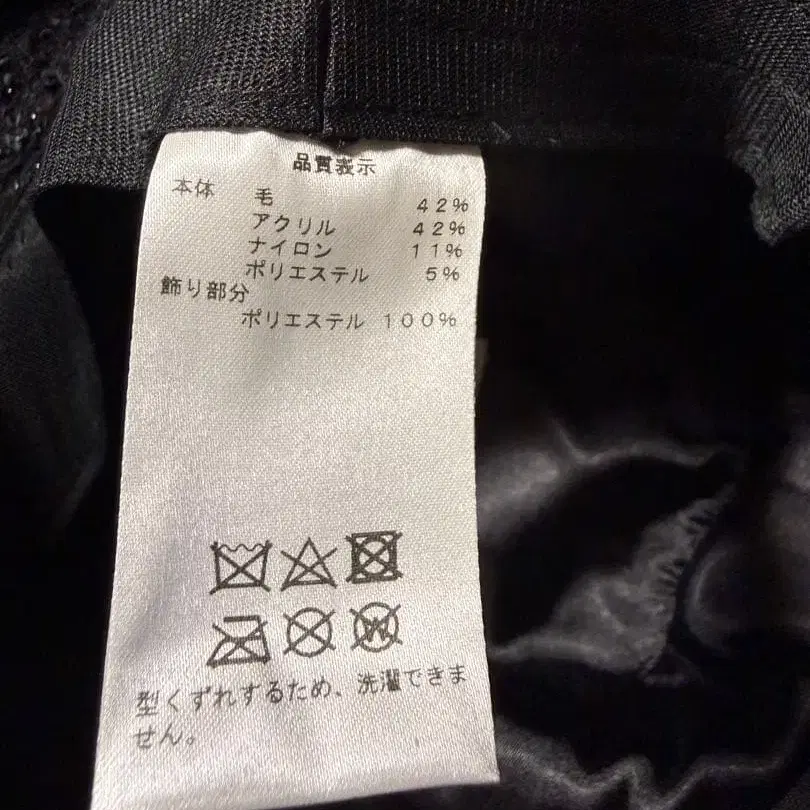 品質表示
本体 毛 42%
アクリル 42%
ナイロン 11%
ポリエステル 5%
飾り部分
ポリエステル 100%
W
型くずれするため、洗濯できま
せん。